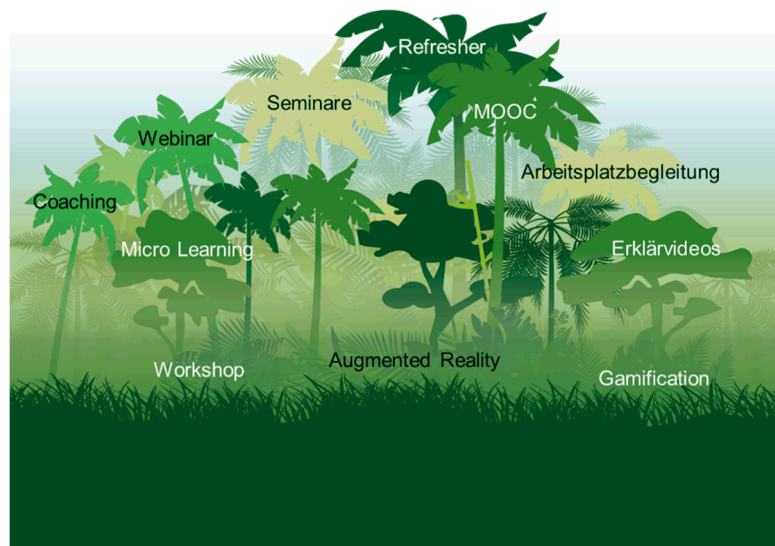 Refresher
Seminare
MOOC
Webinar
Arbeitsplatzbegleitung
Coaching
Micro Learning
Erklärvideos
Workshop
Augmented Reality
Gamification